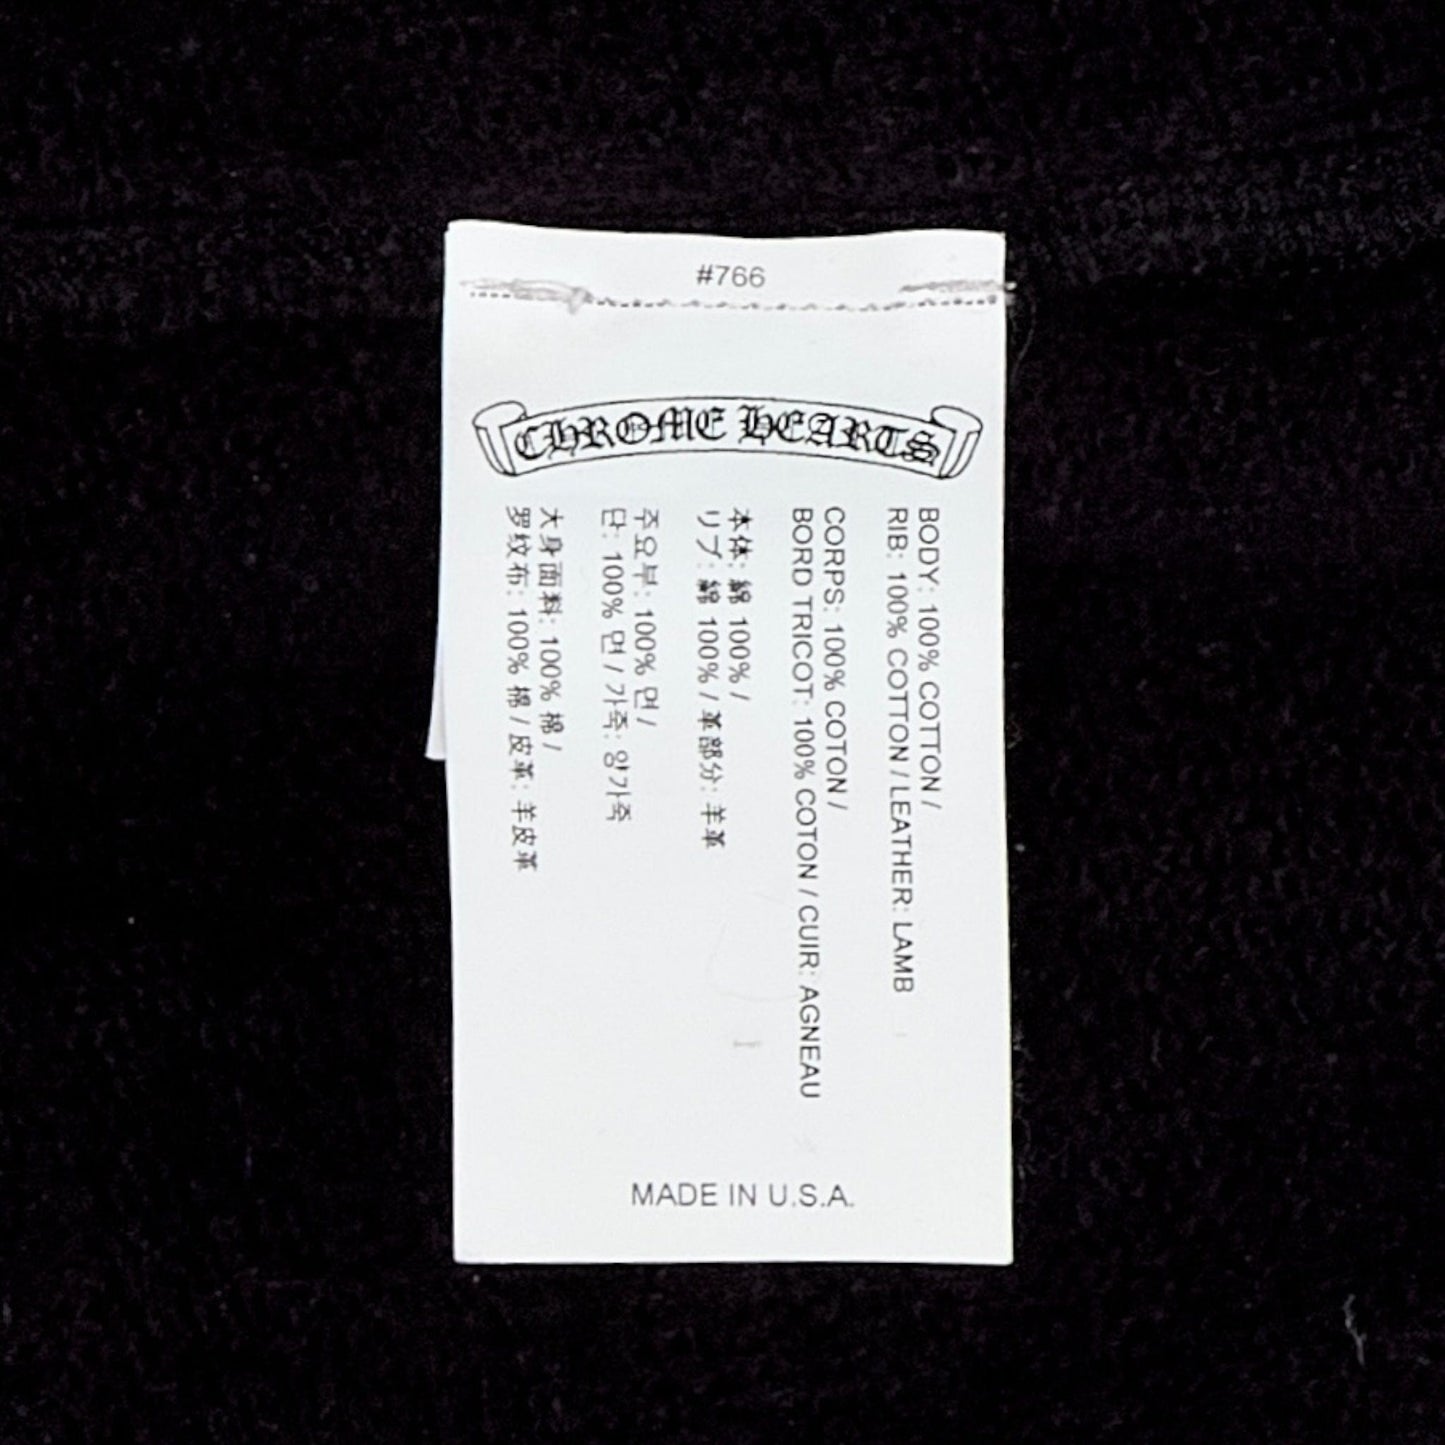 #766
CHROME HEARTS
BODY: 100% COTTON /
RIB: 100% COTTON / LEATHER: LAMB
CORPS: 100% COTON /
BORD TRICOT: 100% COTON / CUIR: AGNEAU
本体: 綿 100% /
リブ: 綿 100% / 革部分: 羊革
주요부: 100% 면 /
단: 100% 면 / 가죽: 양가죽
大身面料: 100% 棉 /
罗纹布: 100% 棉 / 皮革: 羊皮革
MADE IN U.S.A.